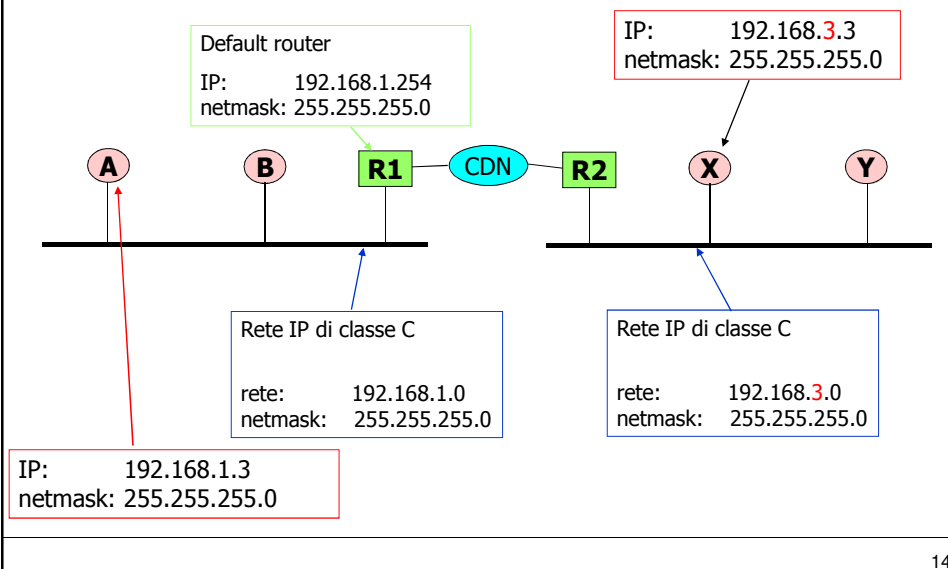 Default router
IP: 192.168.1.254
netmask: 255.255.255.0
IP: 192.168.3.3
netmask: 255.255.255.0
A
B
R1
CDN
R2
X
Y
Rete IP di classe C
rete: 192.168.1.0
netmask: 255.255.255.0
Rete IP di classe C
rete: 192.168.3.0
netmask: 255.255.255.0
IP: 192.168.1.3
netmask: 255.255.255.0
14